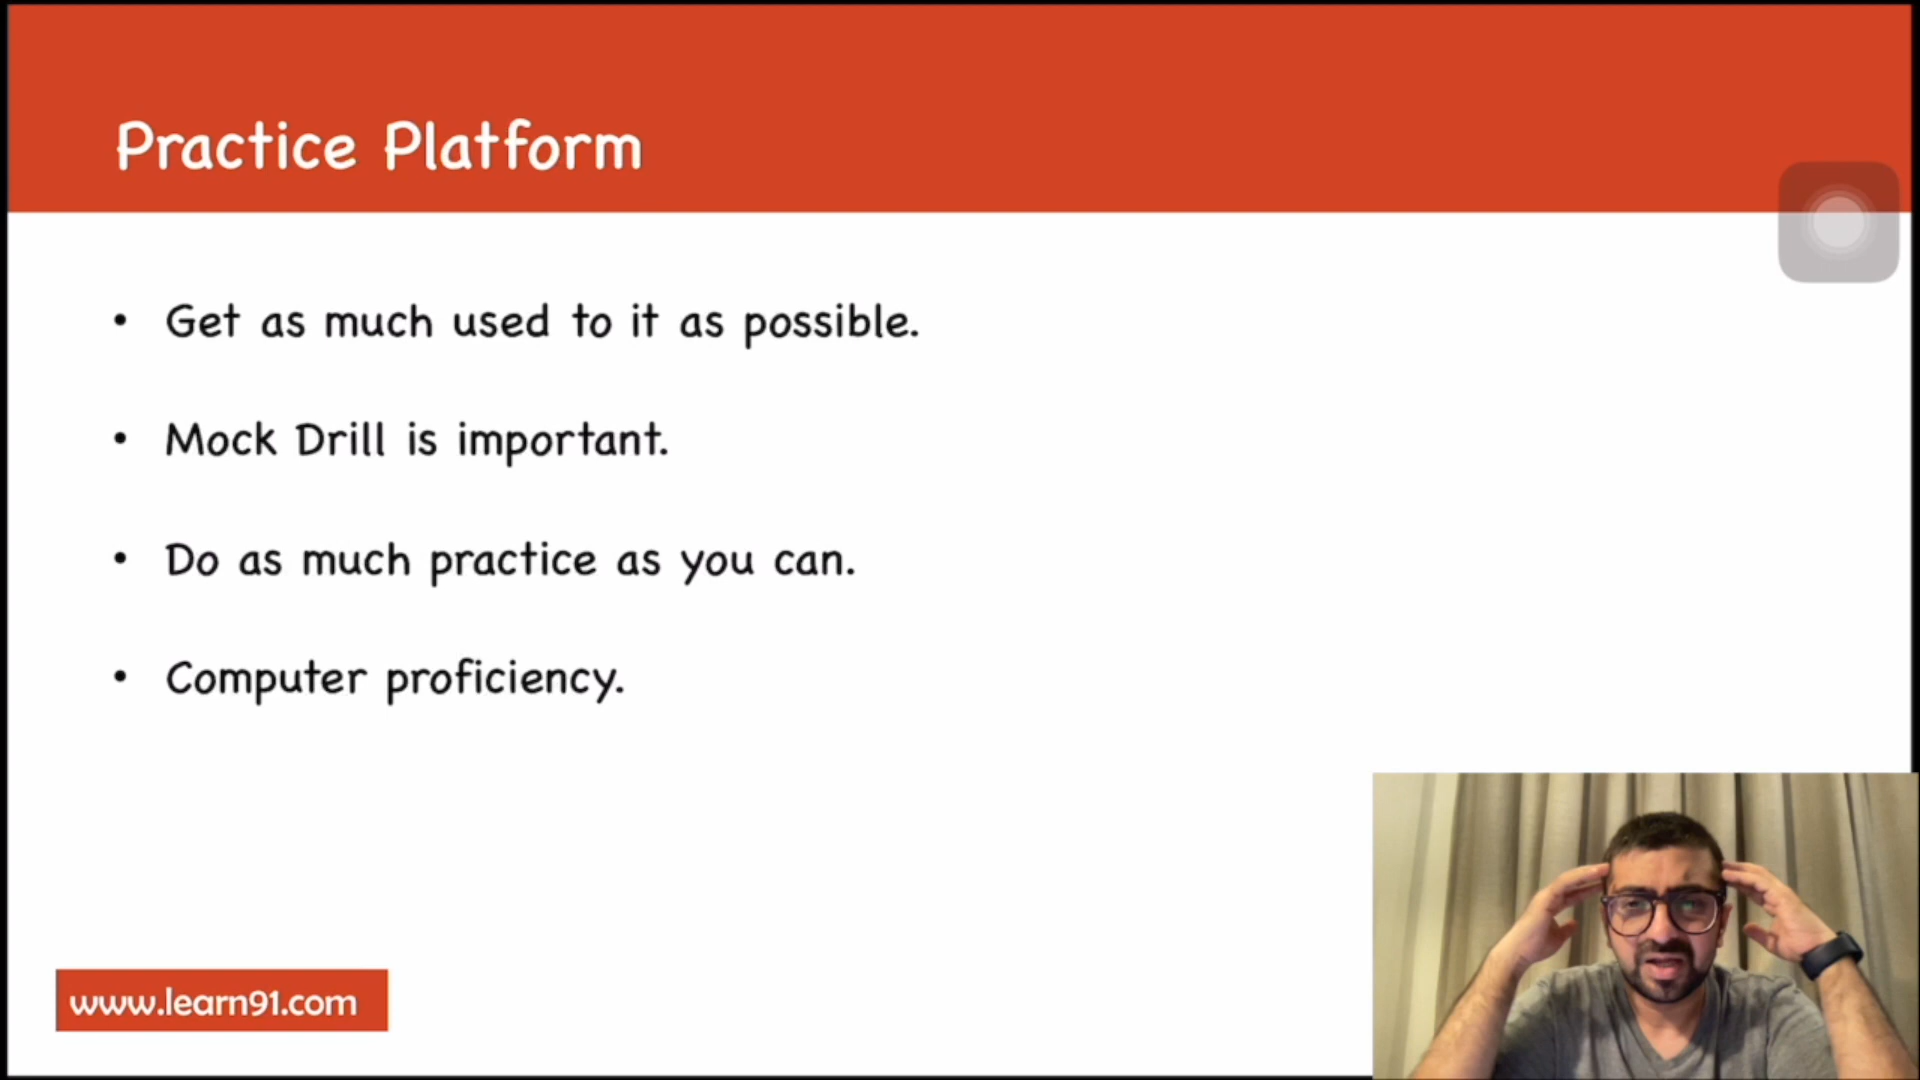 Practice Platform
• Get as much used to it as possible.
• Mock Drill is important.
• Do as much practice as you can.
• Computer proficiency.
www.learn91.com